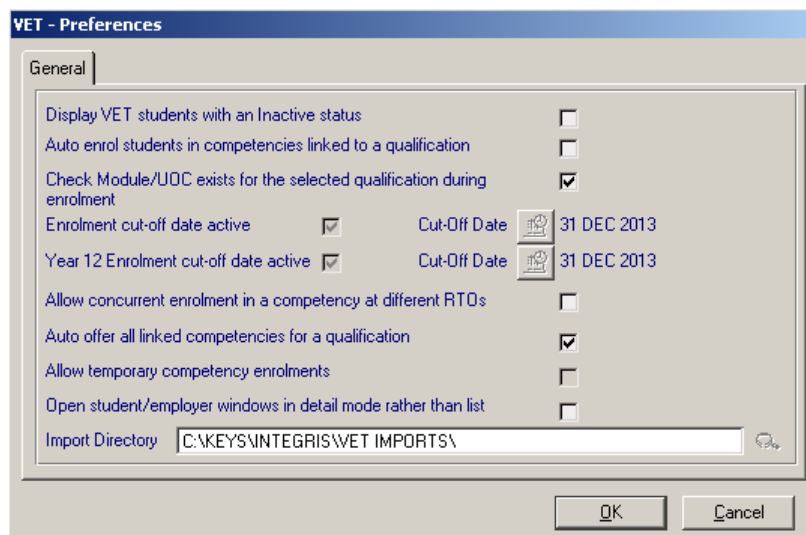 VET - Preferences
General
Display VET students with an Inactive status
Auto enrol students in competencies linked to a qualification
Check Module/UOC exists for the selected qualification during
enrolment
Enrolment cut-off date active Cut-Off Date 31 DEC 2013
Year 12 Enrolment cut-off date active Cut-Off Date 31 DEC 2013
Allow concurrent enrolment in a competency at different RTOs
Auto offer all linked competencies for a qualification
Allow temporary competency enrolments
Open student/employer windows in detail mode rather than list
Import Directory C:\KEYS\INTEGRIS\VET IMPORTS\
OK Cancel